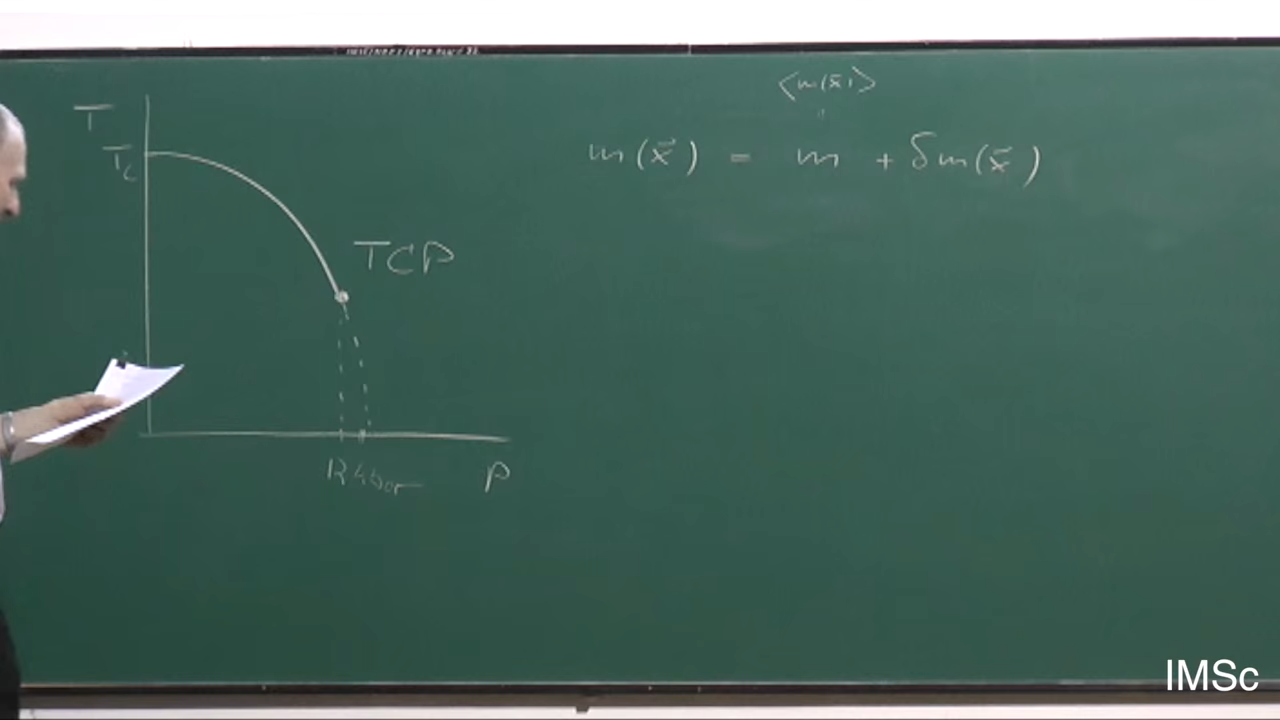 T
T_c
TCP
P
⟨m(x⃗)⟩
"
m(x⃗) = m + δm(x⃗)
IMSc